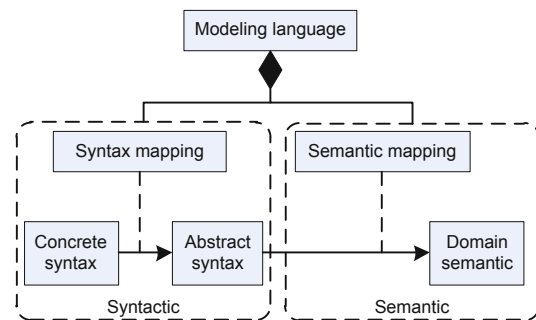 Modeling language
Syntax mapping
Semantic mapping
Concrete
syntax
Abstract
syntax
Domain
semantic
Syntactic
Semantic